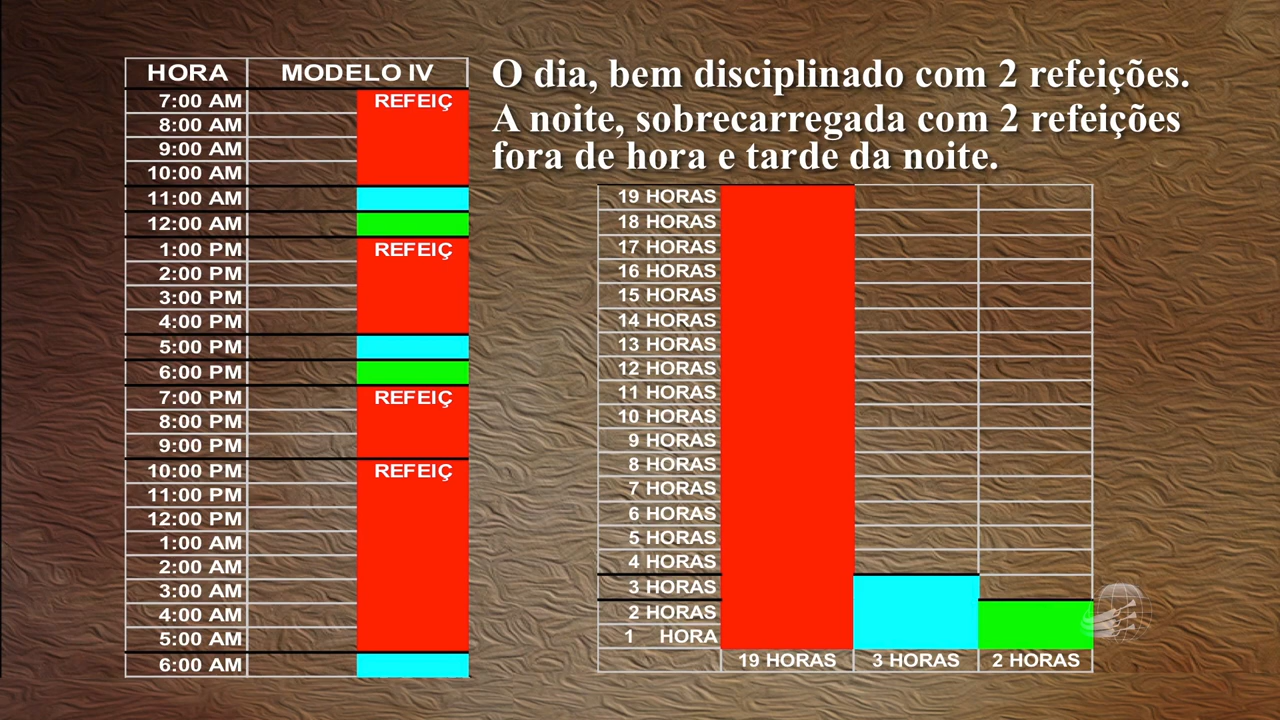 HORA MODELO IV
7:00 AM REFEIÇ
8:00 AM
9:00 AM
10:00 AM
11:00 AM
12:00 AM
1:00 PM REFEIÇ
2:00 PM
3:00 PM
4:00 PM
5:00 PM
6:00 PM
7:00 PM REFEIÇ
8:00 PM
9:00 PM
10:00 PM REFEIÇ
11:00 PM
12:00 PM
1:00 AM
2:00 AM
3:00 AM
4:00 AM
5:00 AM
6:00 AM
O dia, bem disciplinado com 2 refeições.
A noite, sobrecarregada com 2 refeições
fora de hora e tarde da noite.
19 HORAS
18 HORAS
17 HORAS
16 HORAS
15 HORAS
14 HORAS
13 HORAS
12 HORAS
11 HORAS
10 HORAS
9 HORAS
8 HORAS
7 HORAS
6 HORAS
5 HORAS
4 HORAS
3 HORAS
2 HORAS
1 HORA
19 HORAS 3 HORAS 2 HORAS